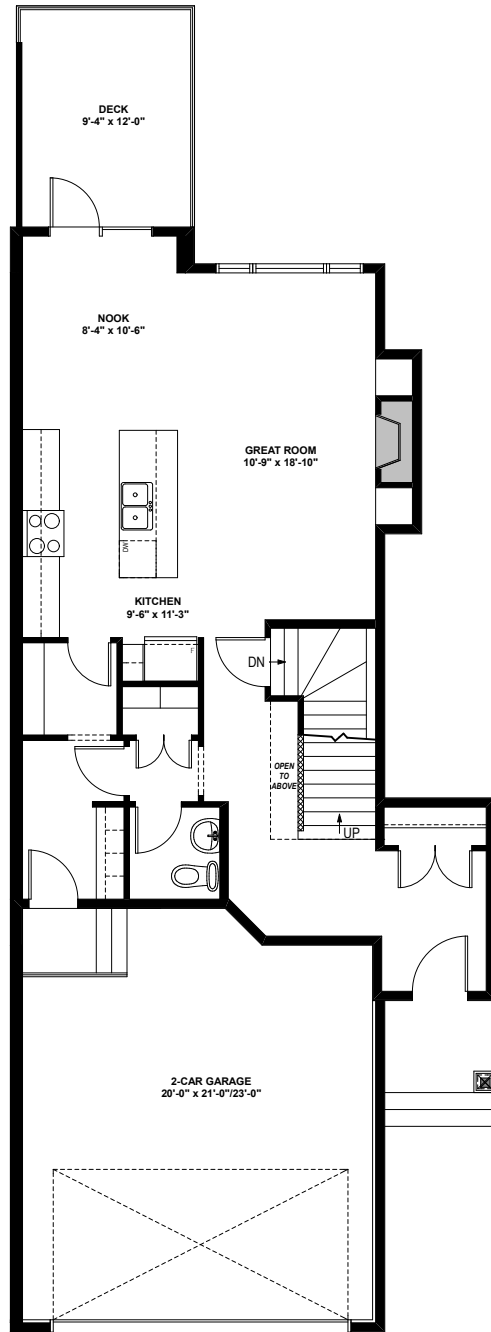 DECK
9'-4" x 12'-0"
NOOK
8'-4" x 10'-6"
GREAT ROOM
10'-9" x 18'-10"
DW
KITCHEN
9'-6" x 11'-3"
F
DN
OPEN
TO
ABOVE
UP
2-CAR GARAGE
20'-0" x 21'-0"/23'-0"